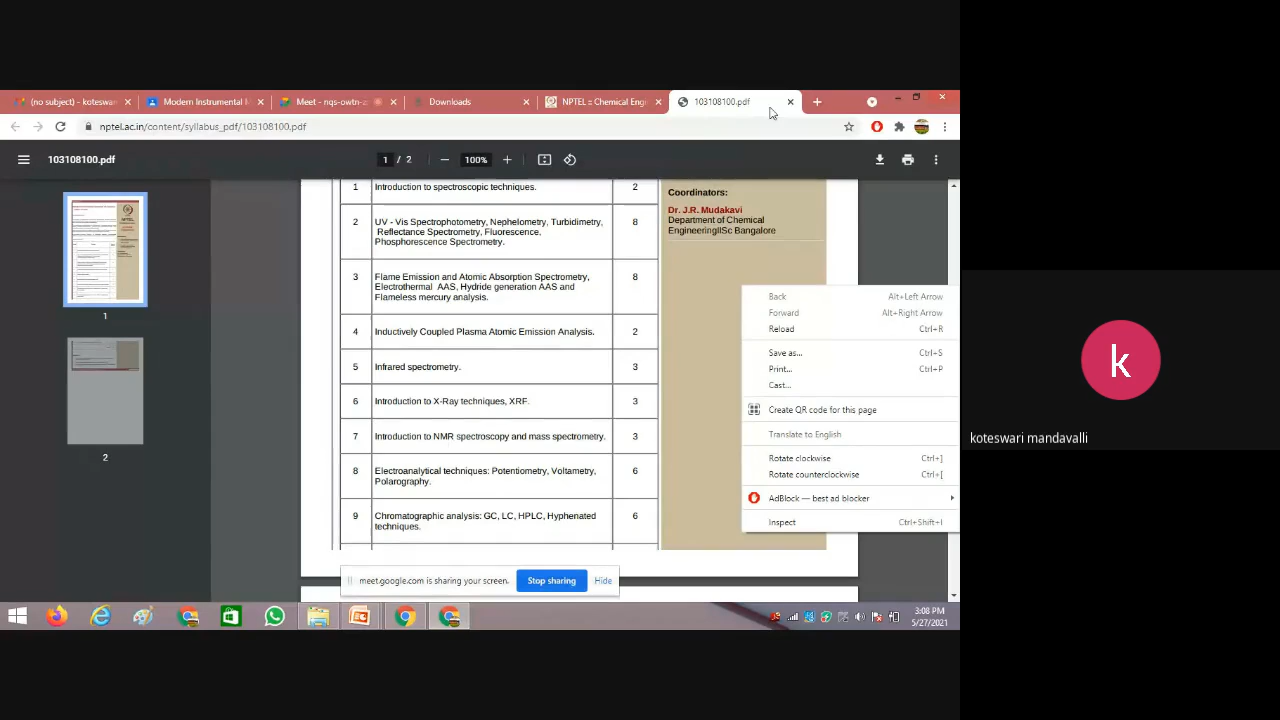 (no subject) - koteswar
Modern Instrumental M
Meet - nqs-owtn-z
Downloads
NPTEL :: Chemical Eng
103108100.pdf
nptel.ac.in/content/syllabus_pdf/103108100.pdf
103108100.pdf
1 / 2
100%
1 Introduction to spectroscopic techniques. 2
2 UV - Vis Spectrophotometry, Nephelometry, Turbidimetry, 8
Reflectance Spectrometry, Fluorescence,
Phosphorescence Spectrometry.
3 Flame Emission and Atomic Absorption Spectrometry, 8
Electrothermal AAS, Hydride generation AAS and
Flameless mercury analysis.
4 Inductively Coupled Plasma Atomic Emission Analysis. 2
5 Infrared spectrometry. 3
6 Introduction to X-Ray techniques, XRF. 3
7 Introduction to NMR spectroscopy and mass spectrometry. 3
8 Electroanalytical techniques: Potentiometry, Voltametry, 6
Polarography.
9 Chromatographic analysis: GC, LC, HPLC, Hyphenated 6
techniques.
Coordinators:
Dr. J.R. Mudakavi
Department of Chemical
EngineeringIISc Bangalore
Back Alt+Left Arrow
Forward Alt+Right Arrow
Reload Ctrl+R
Save as... Ctrl+S
Print... Ctrl+P
Cast...
Create QR code for this page
Translate to English
Rotate clockwise Ctrl+]
Rotate counterclockwise Ctrl+[
AdBlock — best ad blocker
Inspect Ctrl+Shift+I
1
2
meet.google.com is sharing your screen.
Stop sharing
Hide
3:08 PM
5/27/2021
k
koteswari mandavalli